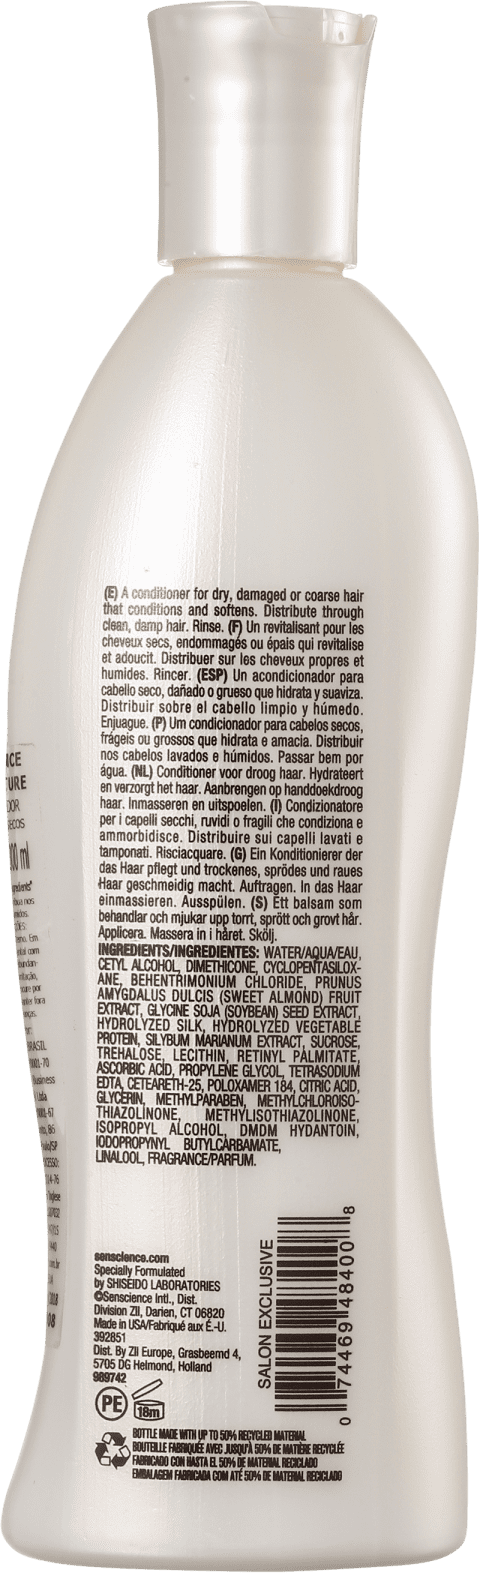 (E) A conditioner for dry, damaged or coarse hair
that conditions and softens. Distribute through
clean, damp hair. Rinse. (F) Un revitalisant pour les
cheveux secs, endommagés ou épais qui revitalise
et adoucit. Distribuer sur les cheveux propres et
humides. Rincer. (ESP) Un acondicionador para
cabello seco, dañado o grueso que hidrata y suaviza.
Distribuir sobre el cabello limpio y húmedo.
Enjuague. (P) Um condicionador para cabelos secos,
frágeis ou grossos que hidrata e amacia. Distribuir
nos cabelos lavados e húmidos. Passar bem por
água. (NL) Conditioner voor droog haar. Hydrateert
en verzorgt het haar. Aanbrengen op handdoekdroog
haar. Inmasseren en uitspoelen. (I) Condizionatore
per i capelli secchi, ruvidi o fragili che condiziona e
ammorbidisce. Distribuire sui capelli lavati e
tamponati. Risciacquare. (G) Ein Konditionierer der
das Haar pflegt und trockenes, sprödes und raues
Haar geschmeidig macht. Auftragen. In das Haar
einmassieren. Ausspülen. (S) Ett balsam som
behandlar och mjukar upp torrt, sprött och grovt hår.
Applicera. Massera in i håret. Skölj.
INGREDIENTS/INGREDIENTES: WATER/AQUA/EAU,
CETYL ALCOHOL, DIMETHICONE, CYCLOPENTASILOX-
ANE, BEHENTRIMONIUM CHLORIDE, PRUNUS
AMYGDALUS DULCIS (SWEET ALMOND) FRUIT
EXTRACT, GLYCINE SOJA (SOYBEAN) SEED EXTRACT,
HYDROLYZED SILK, HYDROLYZED VEGETABLE
PROTEIN, SILYBUM MARIANUM EXTRACT, SUCROSE,
TREHALOSE, LECITHIN, RETINYL PALMITATE,
ASCORBIC ACID, PROPYLENE GLYCOL, TETRASODIUM
EDTA, CETEARETH-25, POLOXAMER 184, CITRIC ACID,
GLYCERIN, METHYLPARABEN, METHYLCHLOROISO-
THIAZOLINONE, METHYLISOTHIAZOLINONE,
ISOPROPYL ALCOHOL, DMDM HYDANTOIN,
IODOPROPYNYL BUTYLCARBAMATE,
LINALOOL, FRAGRANCE/PARFUM.
senscience.com
Specially Formulated
by SHISEIDO LABORATORIES
©Senscience Intl., Dist.
Division ZII, Darien, CT 06820
Made in USA/Fabriqué aux É.-U.
392851
Dist. By ZII Europe, Grasbeemd 4,
5705 DG Helmond, Holland
989742
PE 18m
SALON EXCLUSIVE
0 74469 48400 8
BOTTLE MADE WITH UP TO 50% RECYCLED MATERIAL
BOUTEILLE FABRIQUÉE AVEC JUSQU'À 50% DE MATIÈRE RECYCLÉE
FABRICADO CON HASTA EL 50% DE MATERIAL RECICLADO
EMBALAGEM FABRICADA COM ATÉ 50% DE MATERIAL RECICLADO